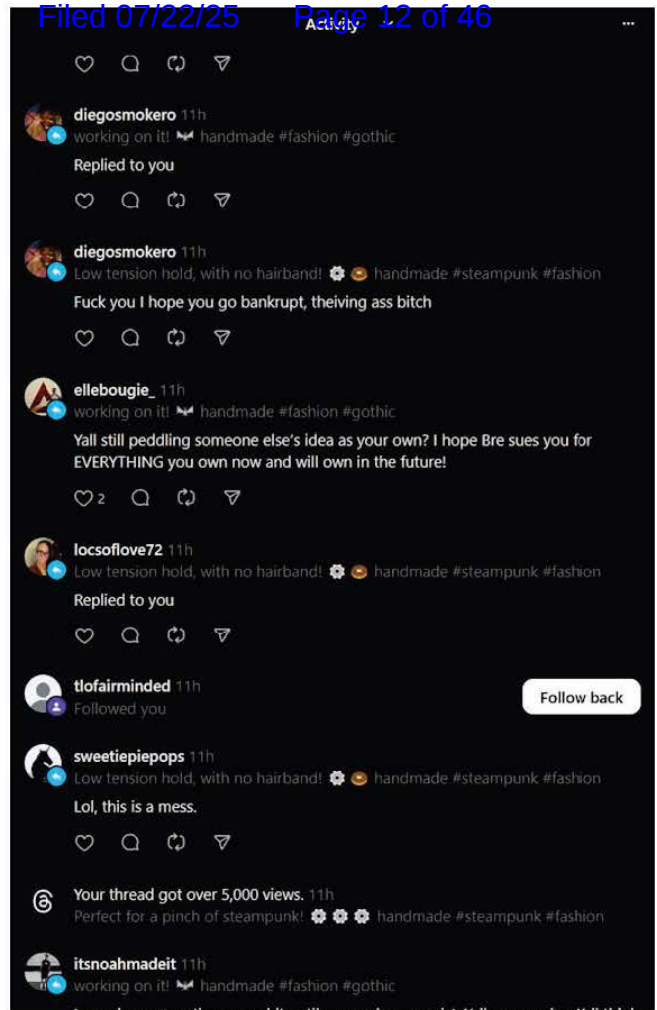 Filed 07/22/25 Page 12 of 46
Activity
diegosmokero 11h
working on it! handmade #fashion #gothic
Replied to you
diegosmokero 11h
Low tension hold, with no hairband! handmade #steampunk #fashion
Fuck you I hope you go bankrupt, theiving ass bitch
ellebougie_ 11h
working on it! handmade #fashion #gothic
Yall still peddling someone else's idea as your own? I hope Bre sues you for
EVERYTHING you own now and will own in the future!
2
locsoflove72 11h
Low tension hold, with no hairband! handmade #steampunk #fashion
Replied to you
tlofairminded 11h
Followed you
Follow back
sweetiepiepops 11h
Low tension hold, with no hairband! handmade #steampunk #fashion
Lol, this is a mess.
Your thread got over 5,000 views. 11h
Perfect for a pinch of steampunk! handmade #steampunk #fashion
itsnoahmadeit 11h
working on it! handmade #fashion #gothic